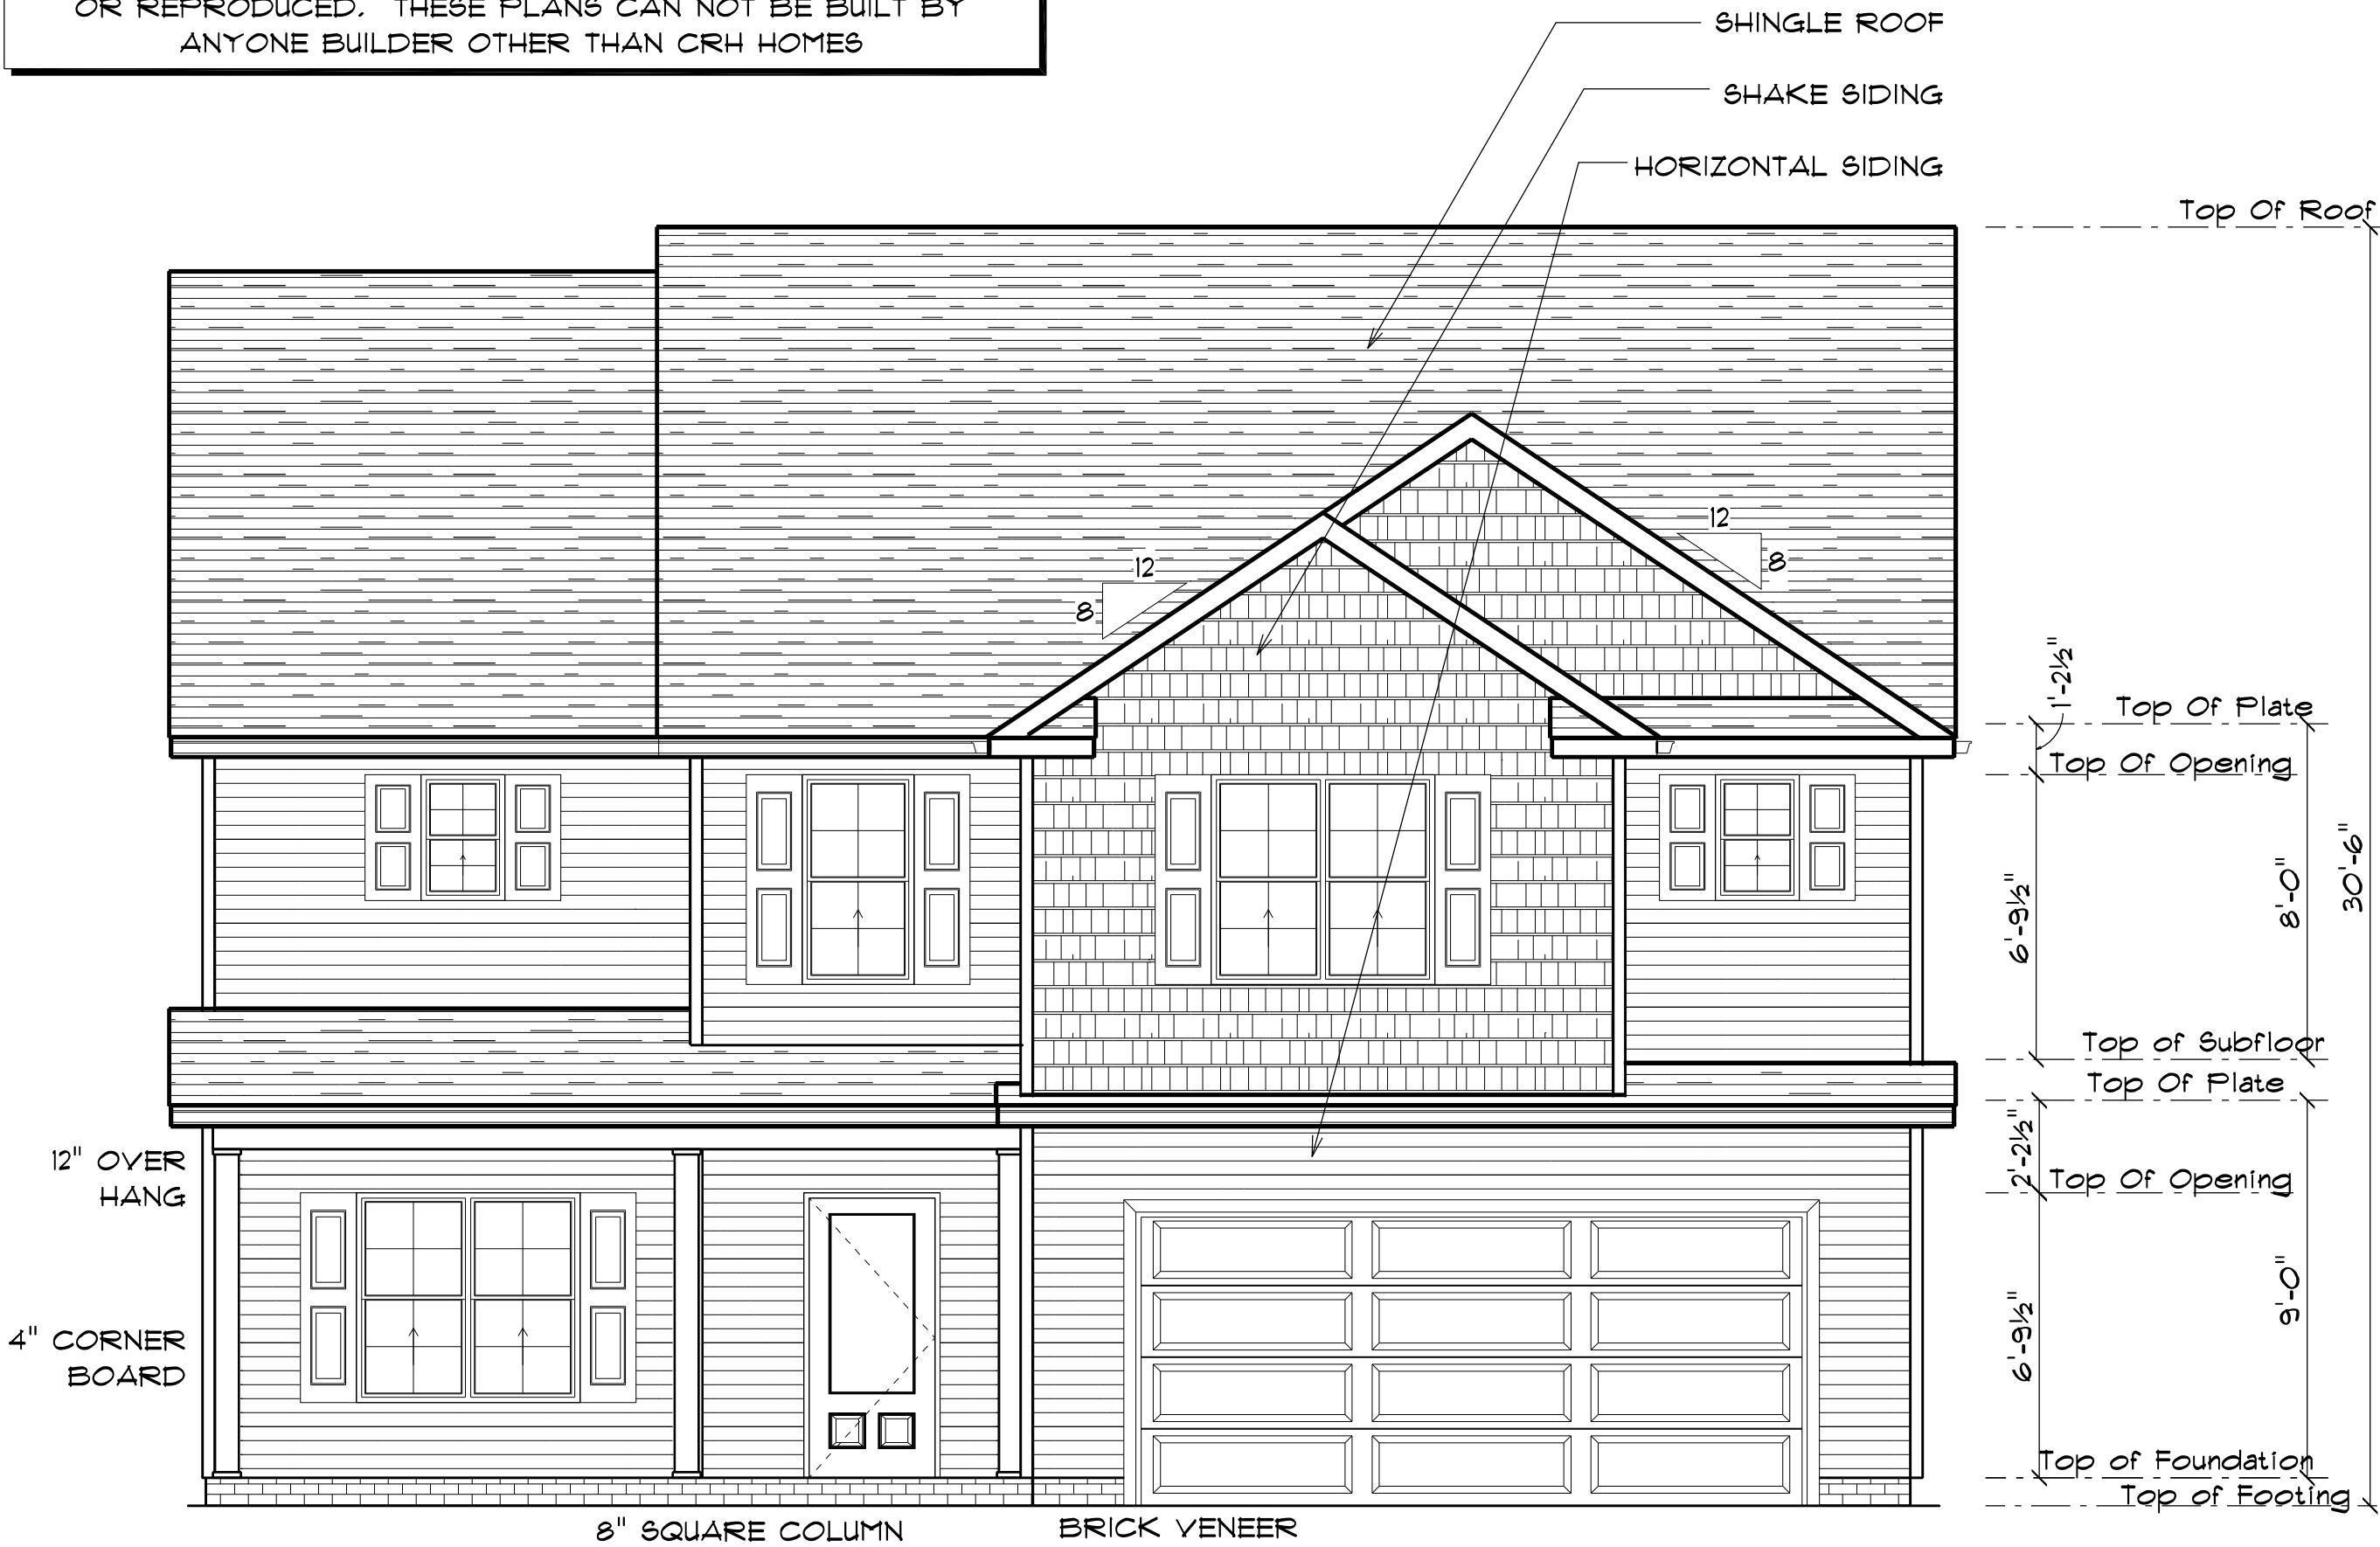 OR REPRODUCED. THESE PLANS CAN NOT BE BUILT BY
ANYONE BUILDER OTHER THAN CRH HOMES
SHINGLE ROOF
SHAKE SIDING
HORIZONTAL SIDING
Top Of Roof
12
8
12
8
1'-2½"
Top Of Plate
Top Of Opening
6'-9½"
8'-0"
30'-6"
Top of Subfloor
Top Of Plate
2'-2½"
Top Of Opening
12" OVER
HANG
6'-9½"
9'-0"
4" CORNER
BOARD
Top of Foundation
Top of Footing
8" SQUARE COLUMN
BRICK VENEER